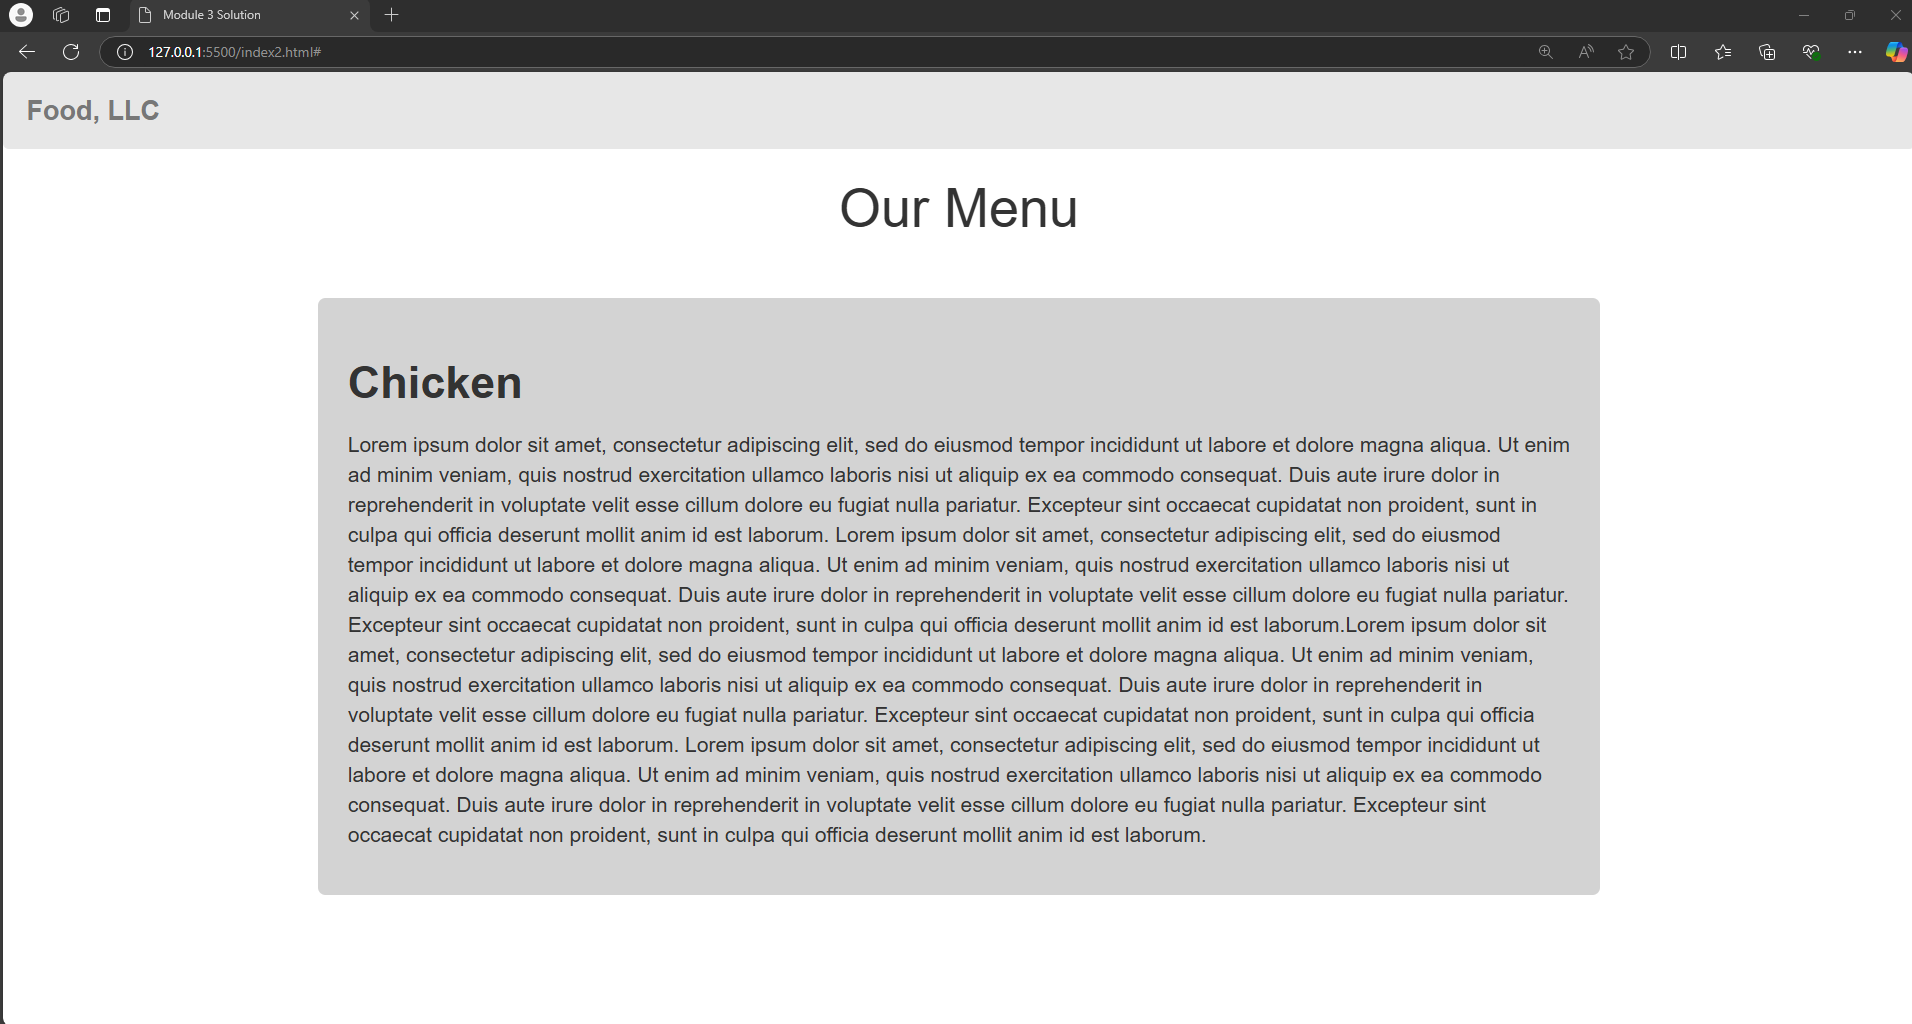 Module 3 Solution
127.0.0.1:5500/index2.html#
Food, LLC
Our Menu
Chicken
Lorem ipsum dolor sit amet, consectetur adipiscing elit, sed do eiusmod tempor incididunt ut labore et dolore magna aliqua. Ut enim
ad minim veniam, quis nostrud exercitation ullamco laboris nisi ut aliquip ex ea commodo consequat. Duis aute irure dolor in
reprehenderit in voluptate velit esse cillum dolore eu fugiat nulla pariatur. Excepteur sint occaecat cupidatat non proident, sunt in
culpa qui officia deserunt mollit anim id est laborum. Lorem ipsum dolor sit amet, consectetur adipiscing elit, sed do eiusmod
tempor incididunt ut labore et dolore magna aliqua. Ut enim ad minim veniam, quis nostrud exercitation ullamco laboris nisi ut
aliquip ex ea commodo consequat. Duis aute irure dolor in reprehenderit in voluptate velit esse cillum dolore eu fugiat nulla pariatur.
Excepteur sint occaecat cupidatat non proident, sunt in culpa qui officia deserunt mollit anim id est laborum.Lorem ipsum dolor sit
amet, consectetur adipiscing elit, sed do eiusmod tempor incididunt ut labore et dolore magna aliqua. Ut enim ad minim veniam,
quis nostrud exercitation ullamco laboris nisi ut aliquip ex ea commodo consequat. Duis aute irure dolor in reprehenderit in
voluptate velit esse cillum dolore eu fugiat nulla pariatur. Excepteur sint occaecat cupidatat non proident, sunt in culpa qui officia
deserunt mollit anim id est laborum. Lorem ipsum dolor sit amet, consectetur adipiscing elit, sed do eiusmod tempor incididunt ut
labore et dolore magna aliqua. Ut enim ad minim veniam, quis nostrud exercitation ullamco laboris nisi ut aliquip ex ea commodo
consequat. Duis aute irure dolor in reprehenderit in voluptate velit esse cillum dolore eu fugiat nulla pariatur. Excepteur sint
occaecat cupidatat non proident, sunt in culpa qui officia deserunt mollit anim id est laborum.